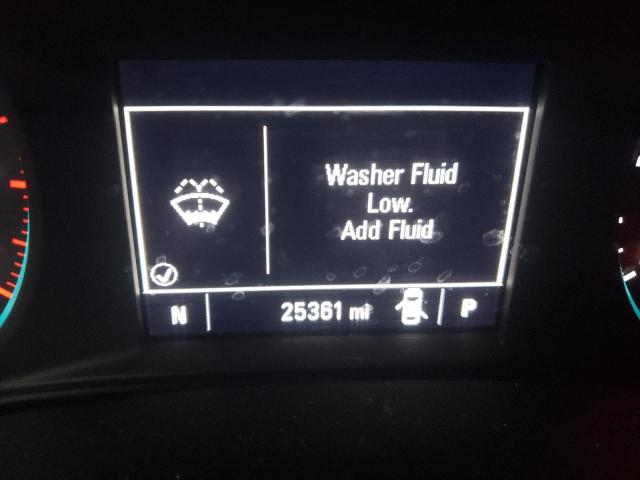 Washer Fluid
Low.
Add Fluid
N 25361 mi P